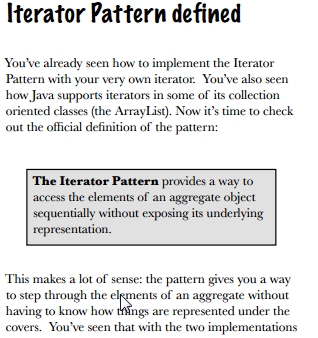 Iterator Pattern defined
You've already seen how to implement the Iterator
Pattern with your very own iterator. You've also seen
how Java supports iterators in some of its collection
oriented classes (the ArrayList). Now it's time to check
out the official definition of the pattern:
The Iterator Pattern provides a way to
access the elements of an aggregate object
sequentially without exposing its underlying
representation.
This makes a lot of sense: the pattern gives you a way
to step through the elements of an aggregate without
having to know how things are represented under the
covers. You've seen that with the two implementations